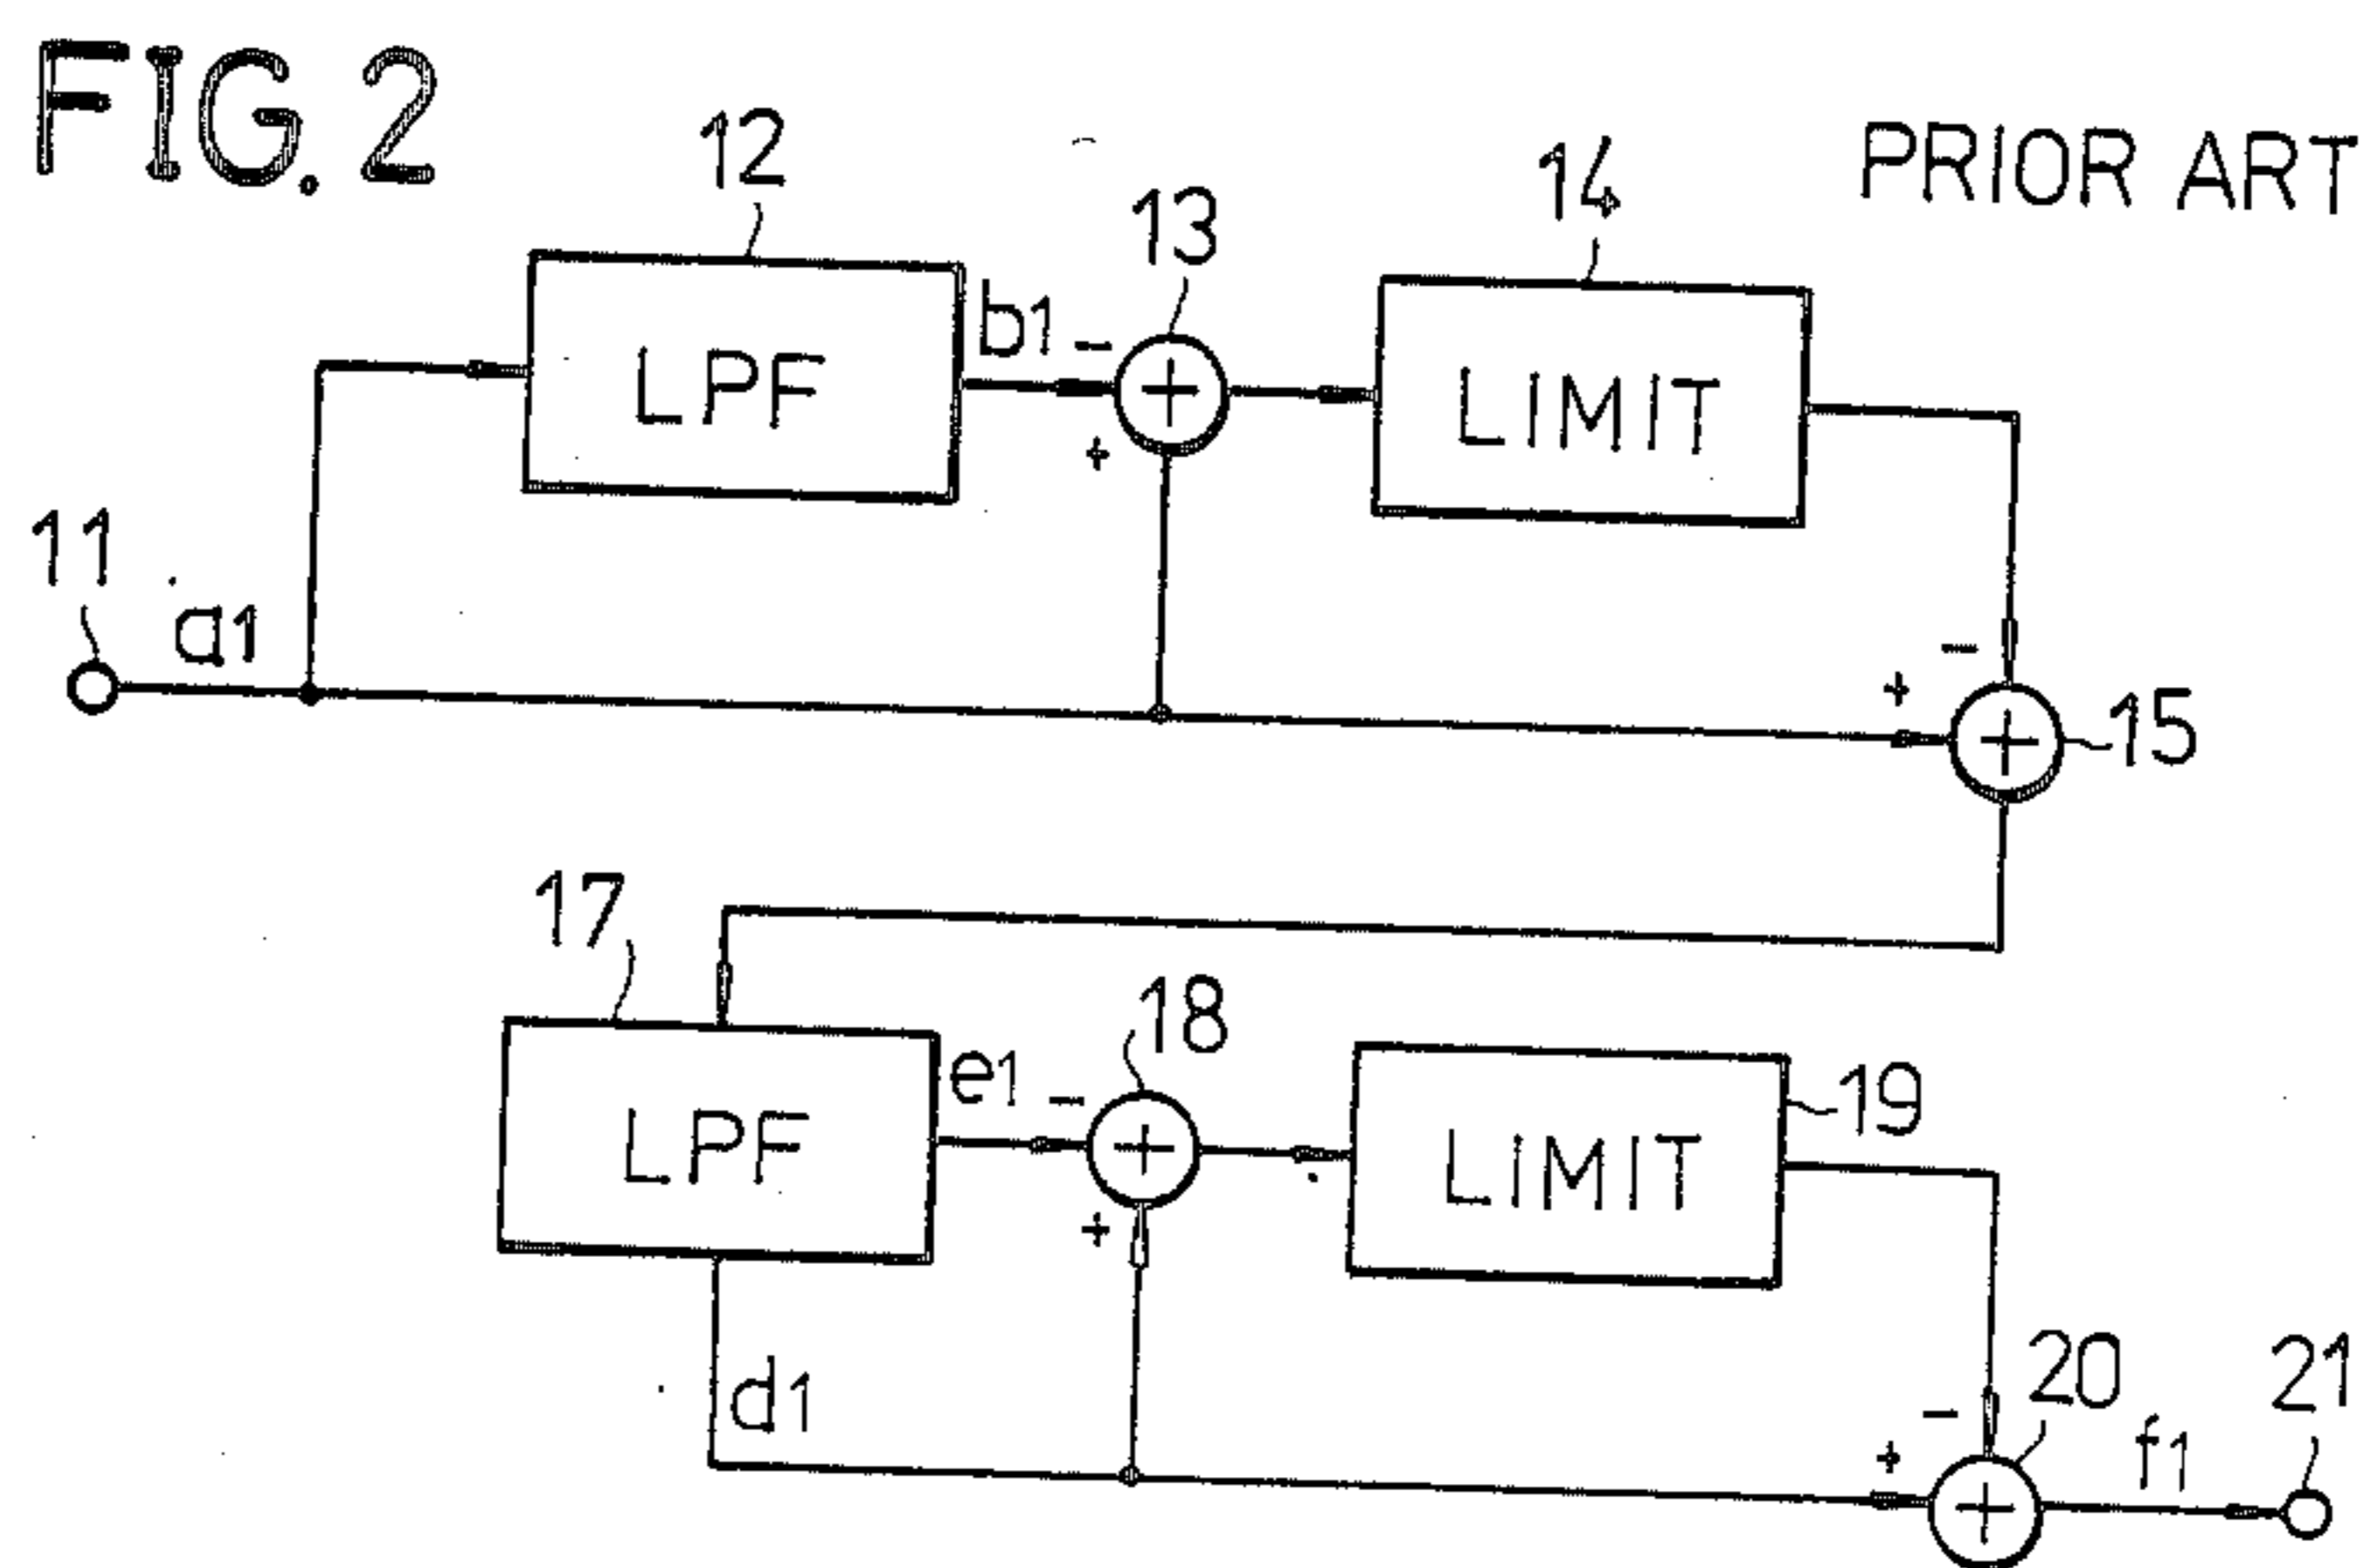 FIG. 2
PRIOR ART
12
13
14
LPF
b1 -
+
LIMIT
11
a1
-
+
15
17
18
LPF
e1 -
+
LIMIT
19
d1
-
+
20
f1
21